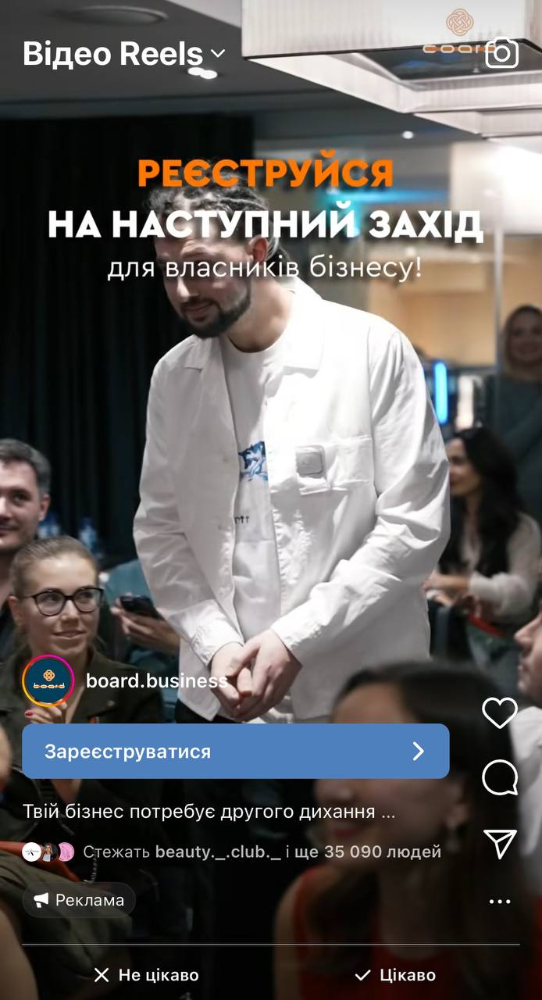 board
Відео Reels
РЕЄСТРУЙСЯ
НА НАСТУПНИЙ ЗАХІД
для власників бізнесу!
board.business
Зареєструватися
Твій бізнес потребує другого дихання ...
Стежать beauty._.club._ і ще 35 090 людей
Реклама
Не цікаво
Цікаво